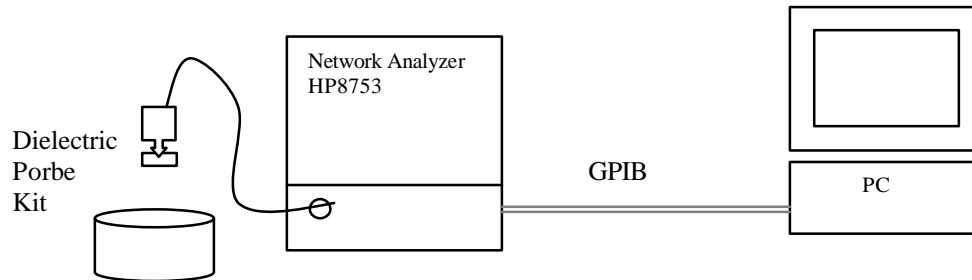 Network Analyzer
HP8753
Dielectric
Porbe
Kit
GPIB
PC